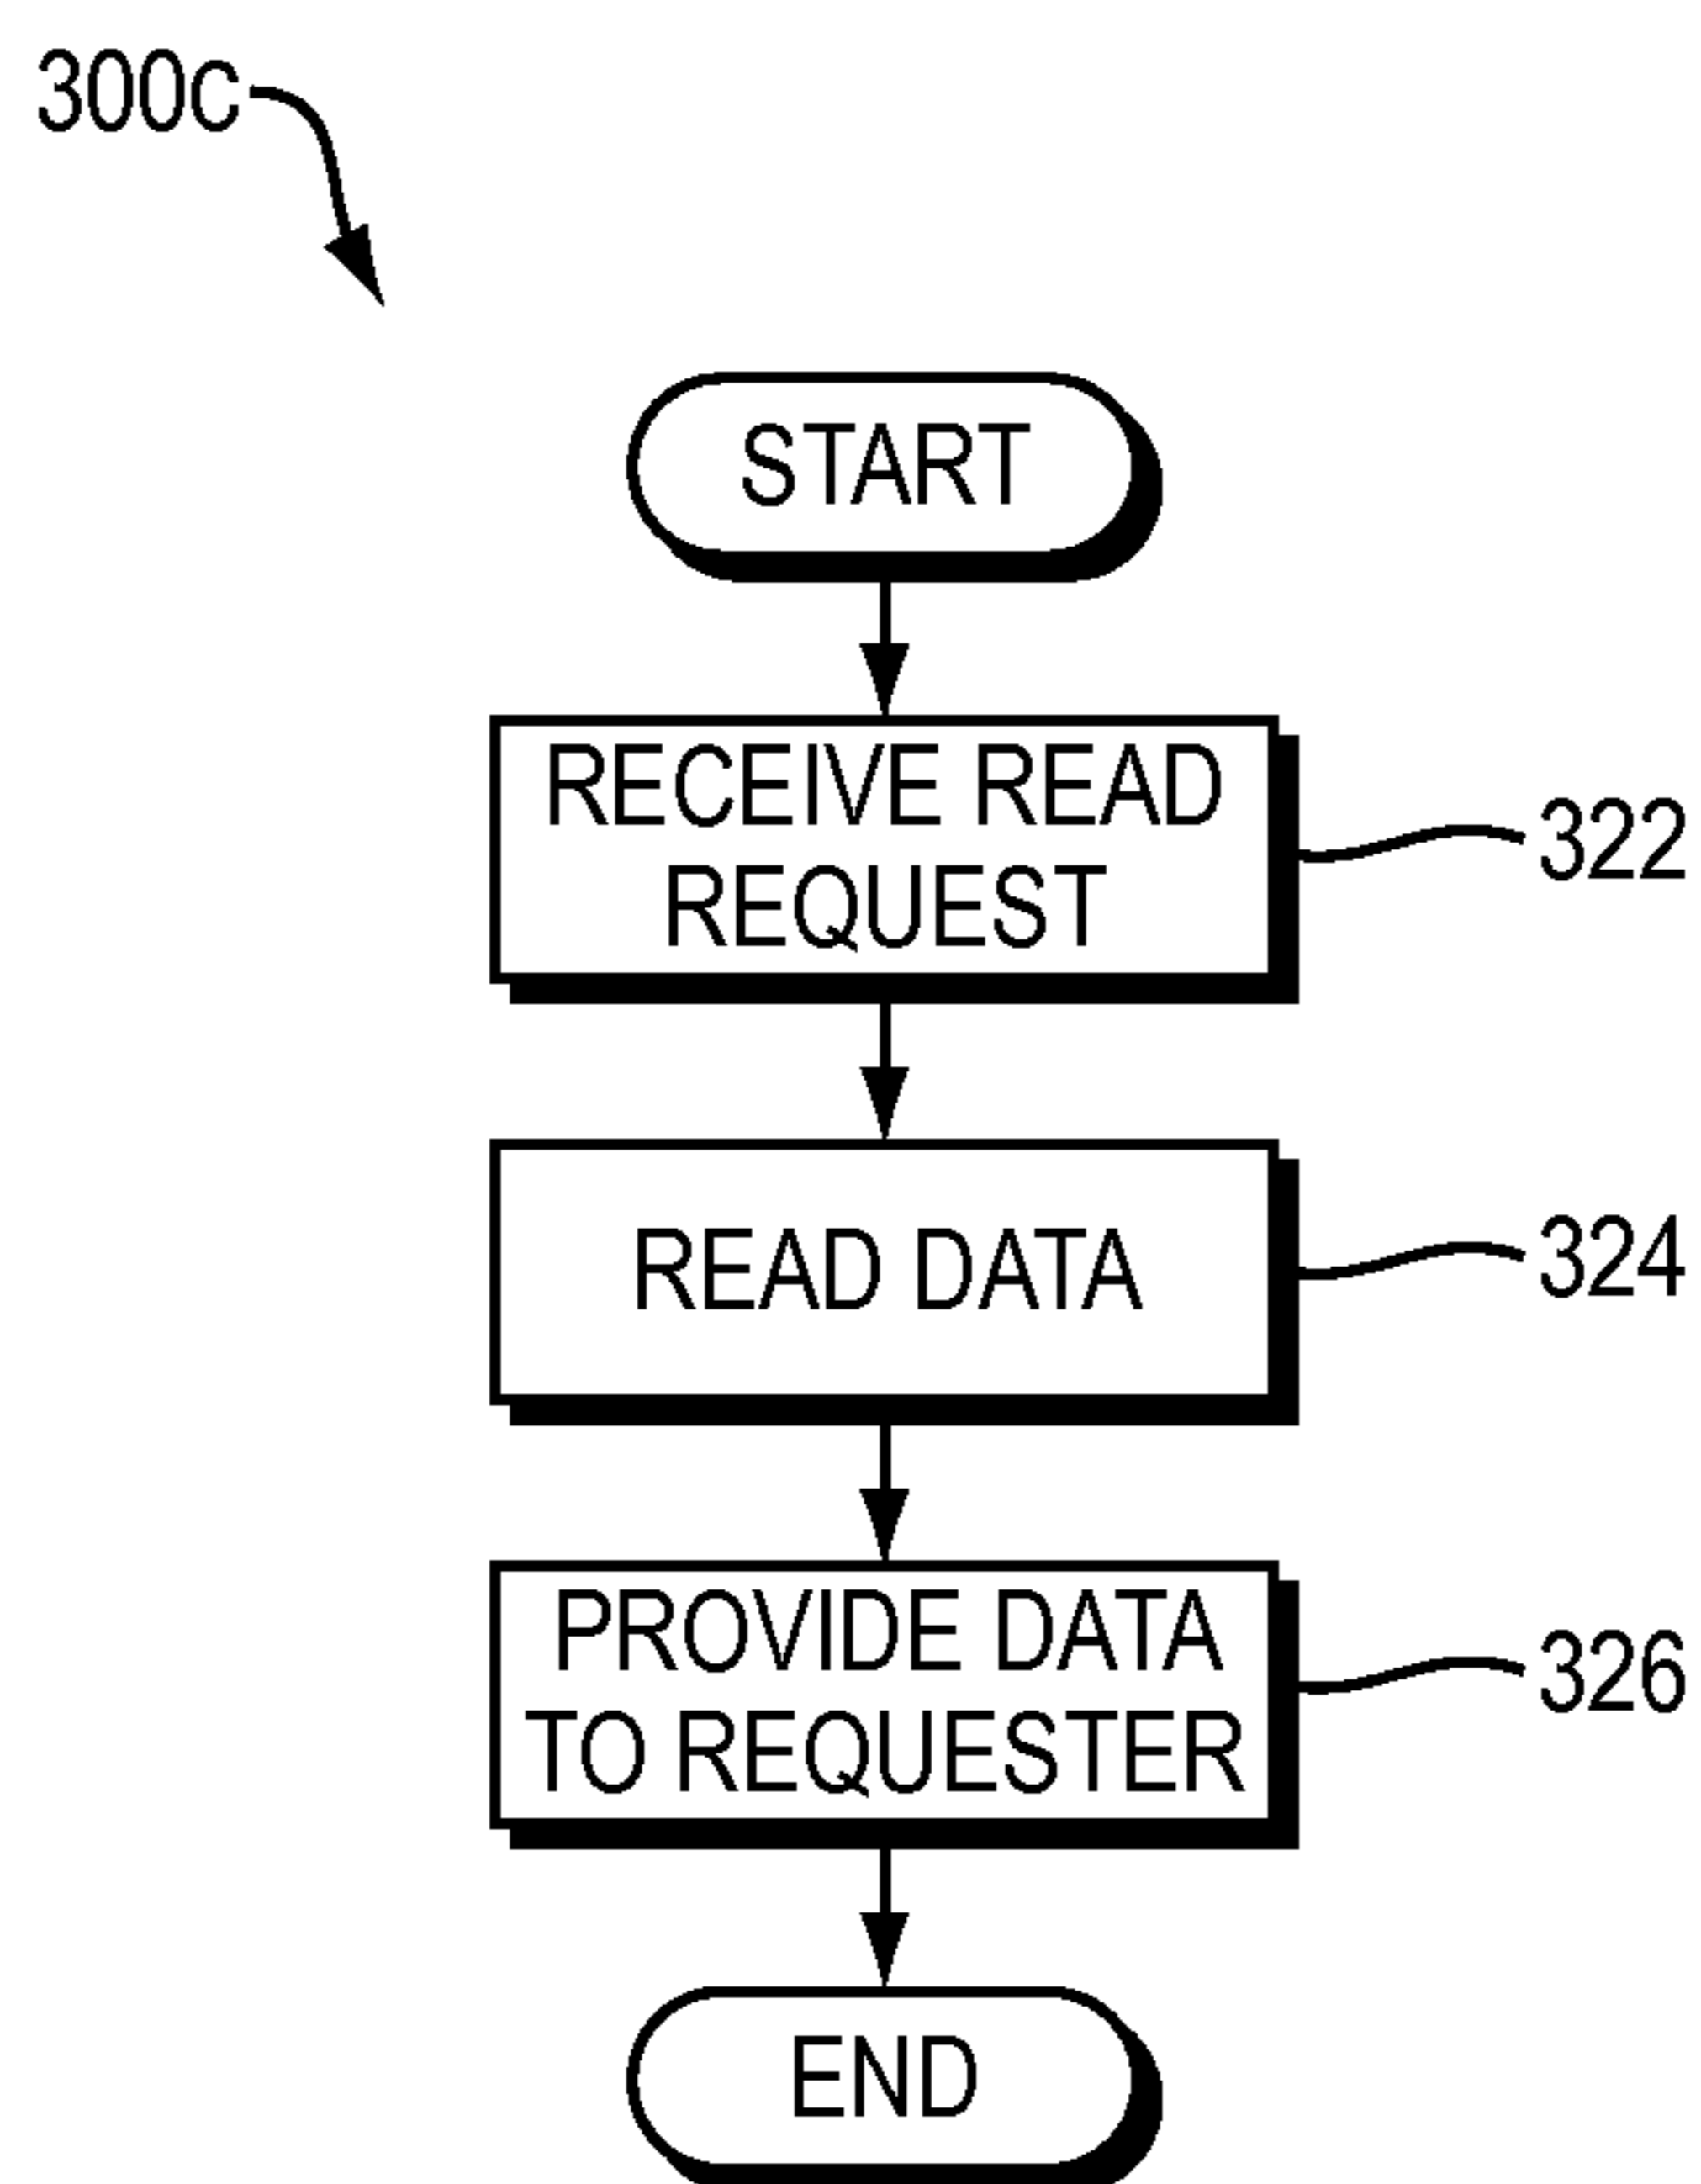 300C
START
RECEIVE READ
REQUEST
322
READ DATA
324
PROVIDE DATA
TO REQUESTER
326
END